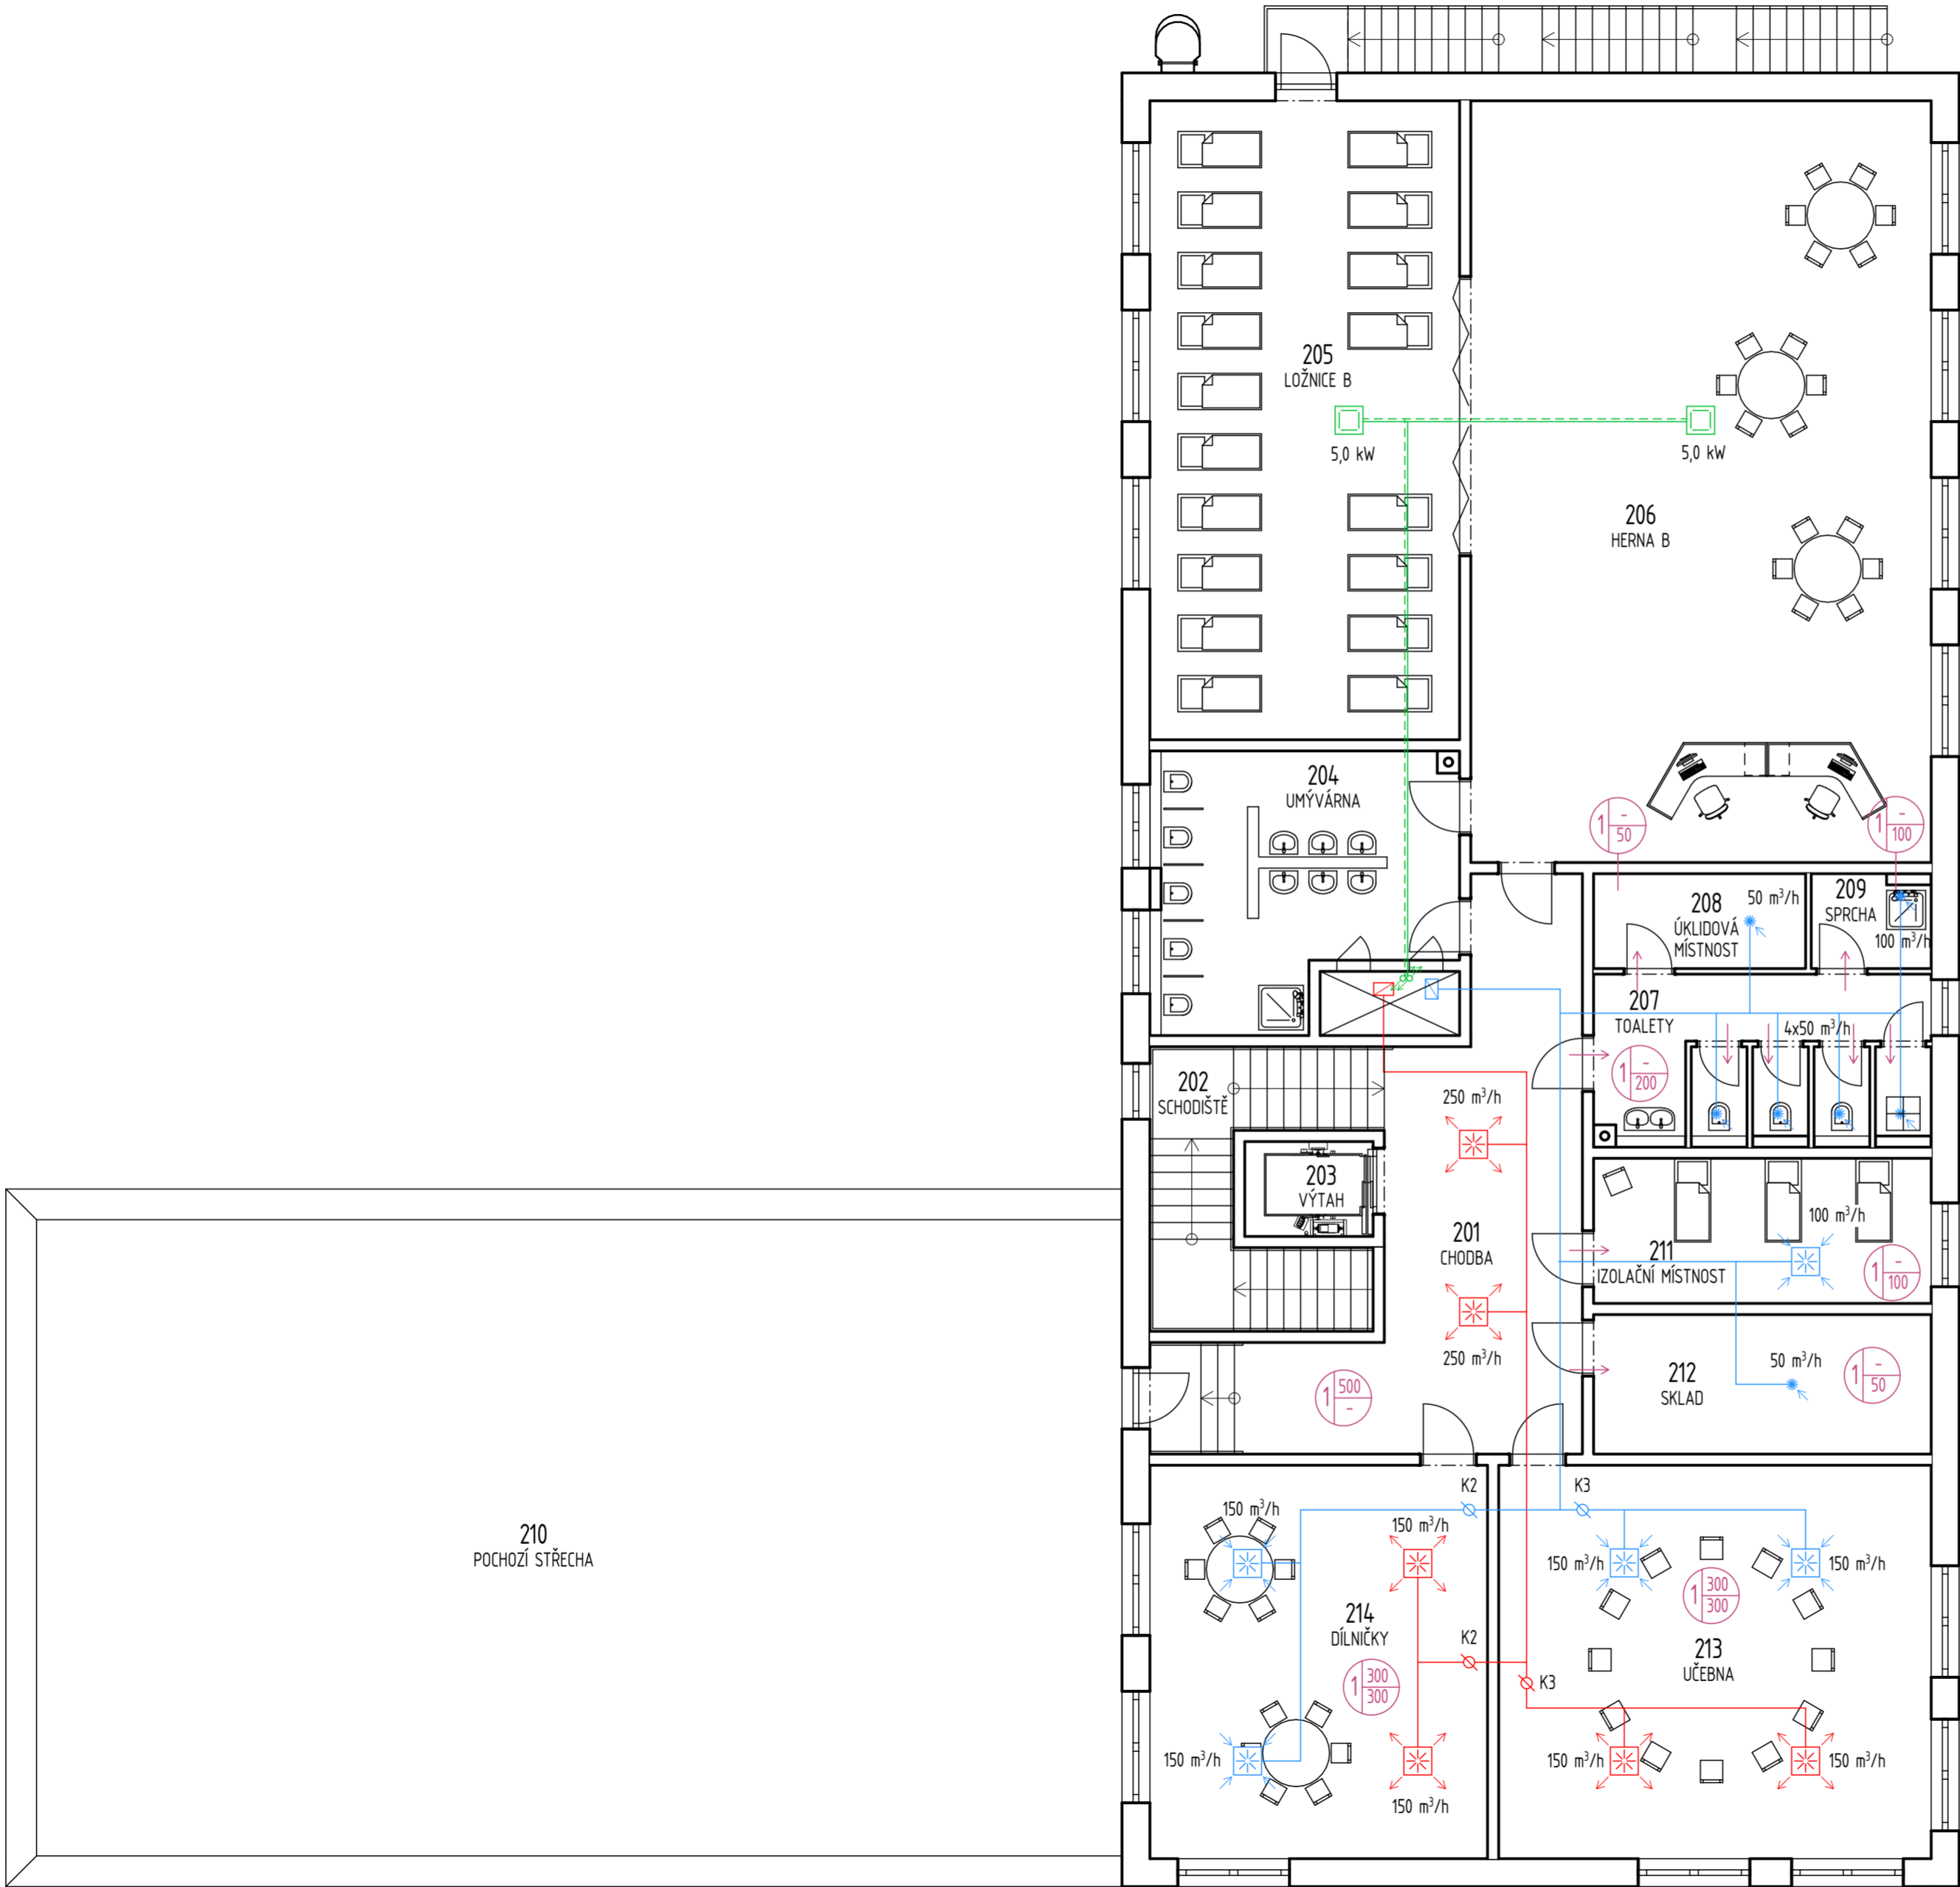 205
LOŽNICE B
5,0 kW
5,0 kW
206
HERNA B
204
UMÝVÁRNA
1 -
50
1 -
100
208
ÚKLIDOVÁ
MÍSTNOST
50 m³/h
209
SPRCHA
100 m³/h
207
TOALETY
4x50 m³/h
1 -
200
202
SCHODIŠTĚ
250 m³/h
203
VÝTAH
201
CHODBA
250 m³/h
100 m³/h
211
IZOLAČNÍ MÍSTNOST
1 -
100
212
SKLAD
50 m³/h
1 -
50
1 500
-
K2
K3
150 m³/h
150 m³/h
150 m³/h
150 m³/h
210
POCHOZÍ STŘECHA
1 300
300
214
DÍLNIČKY
K2
213
UČEBNA
1 300
300
K3
150 m³/h
150 m³/h
150 m³/h
150 m³/h